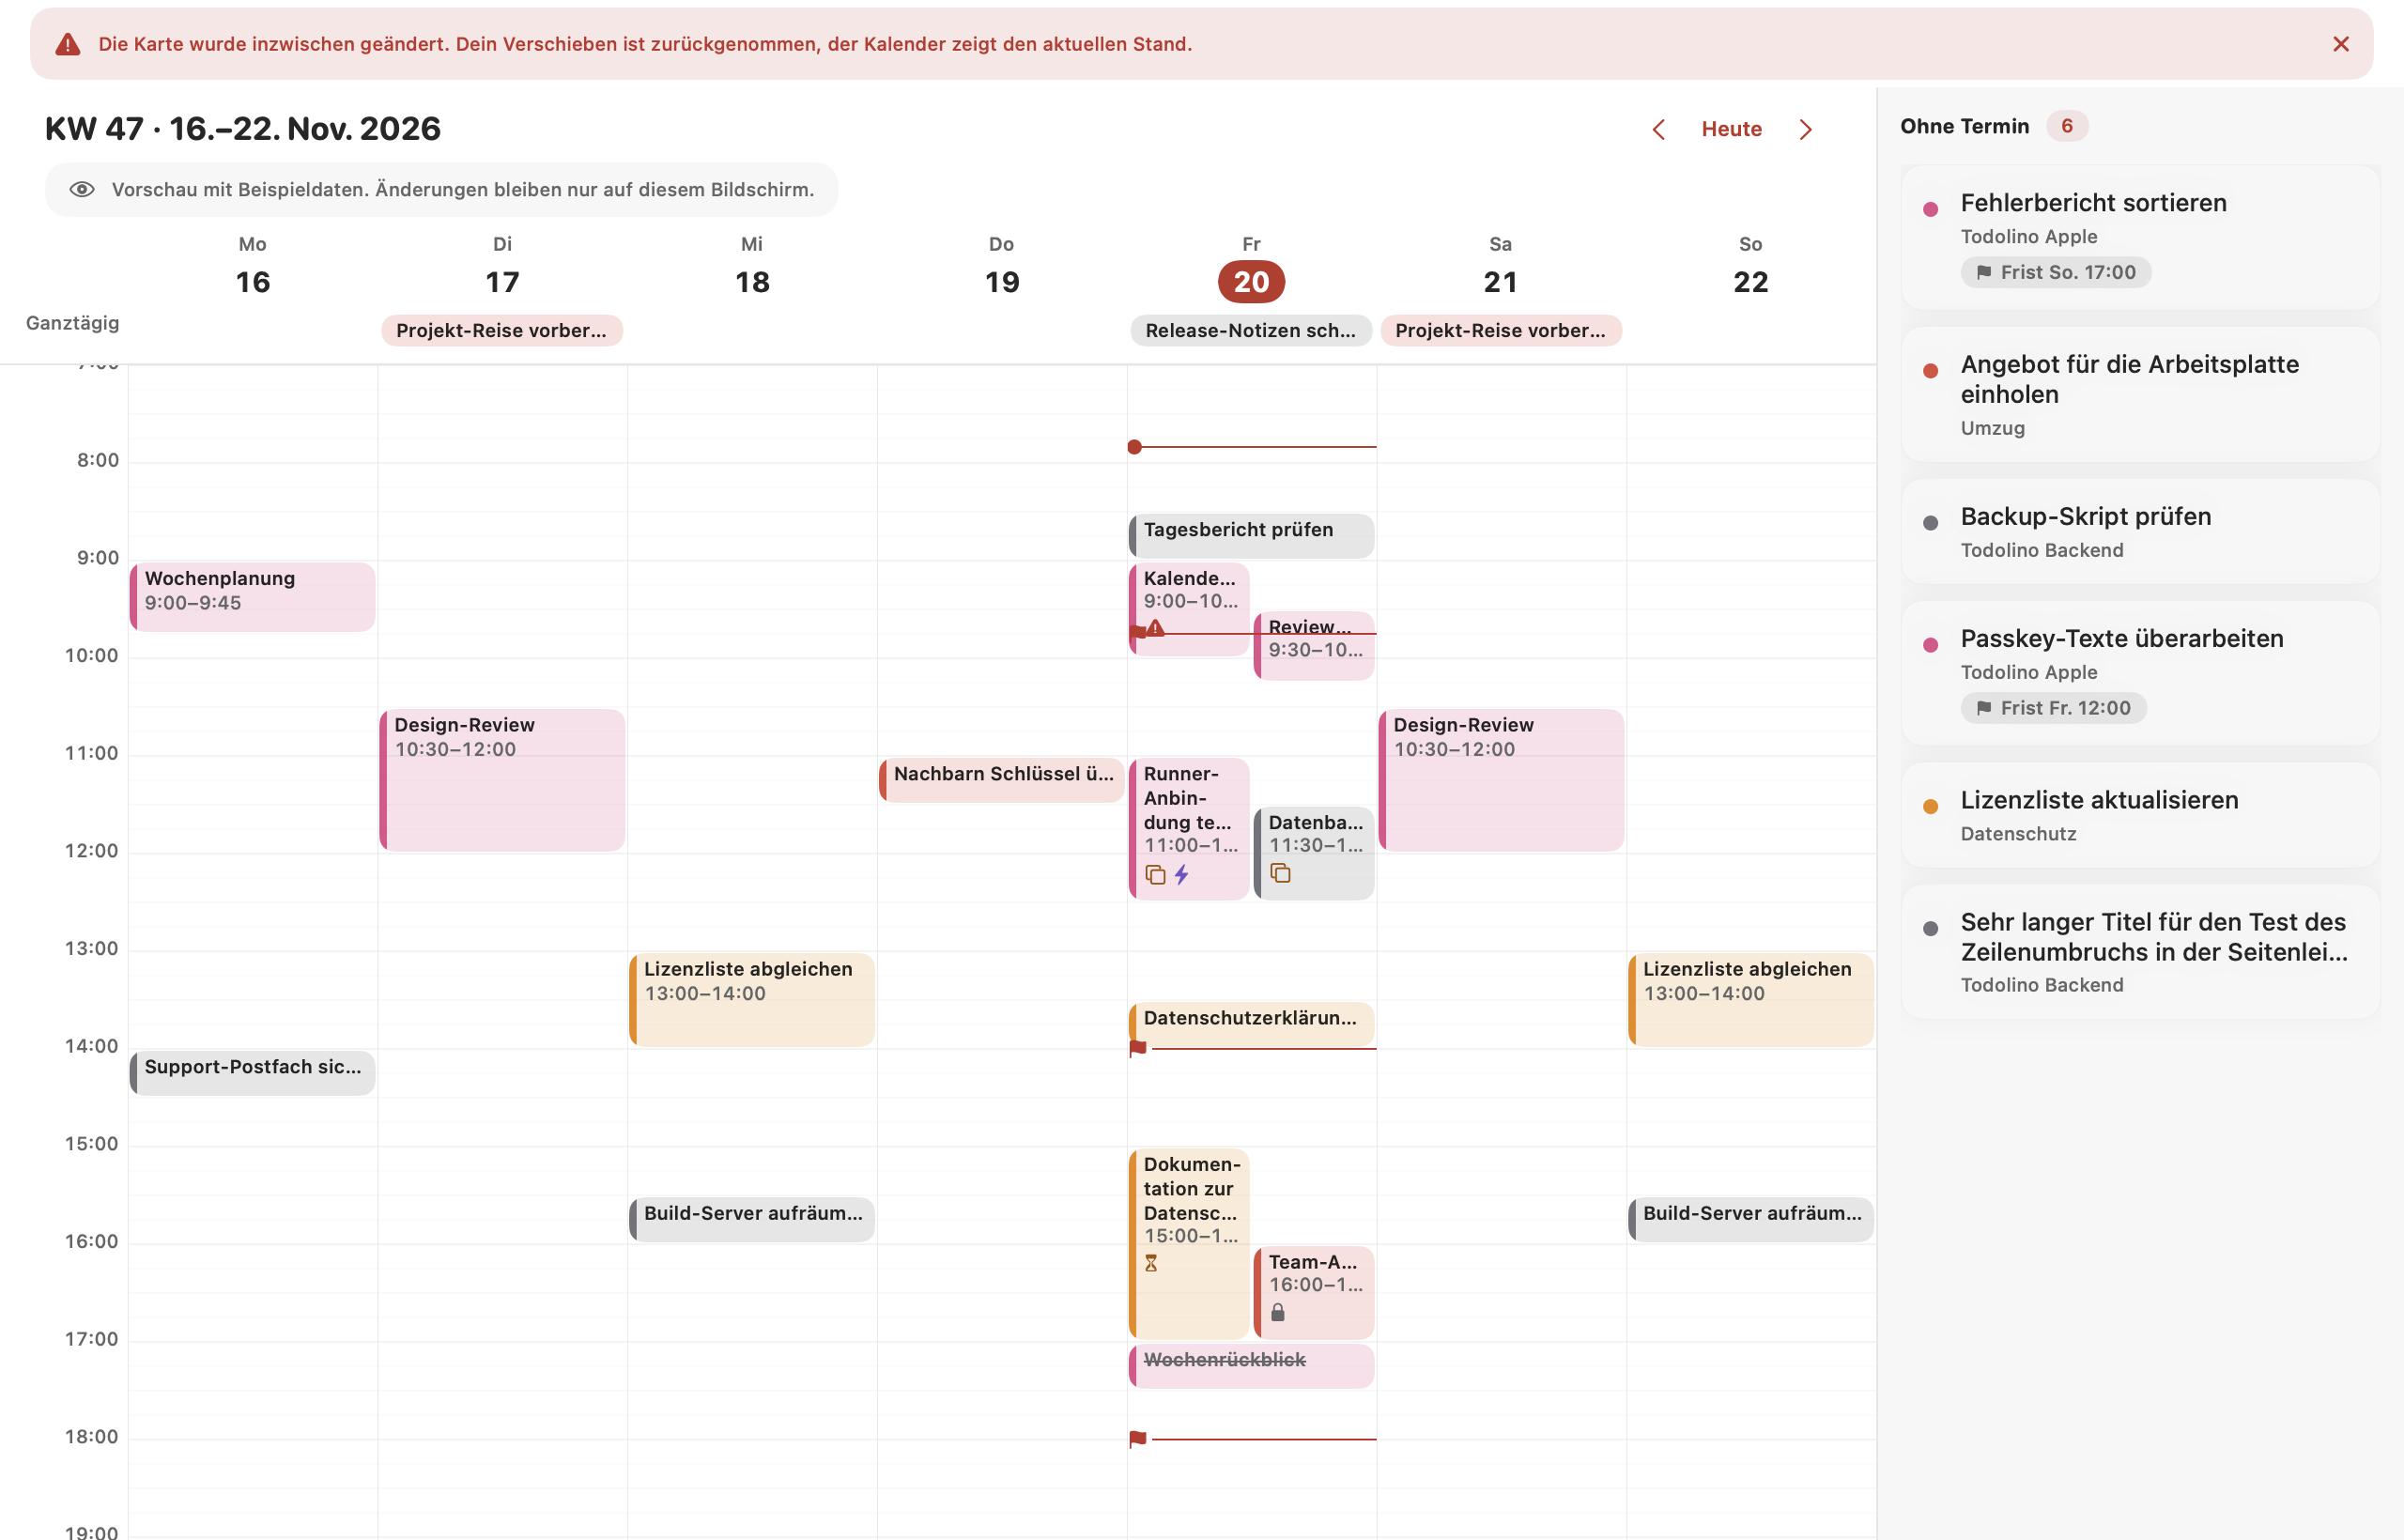 Die Karte wurde inzwischen geändert. Dein Verschieben ist zurückgenommen, der Kalender zeigt den aktuellen Stand.
KW 47 · 16.–22. Nov. 2026
Heute
Vorschau mit Beispieldaten. Änderungen bleiben nur auf diesem Bildschirm.
Mo Di Mi Do Fr Sa So
16 17 18 19 20 21 22
Ganztägig
Projekt-Reise vorber...
Release-Notizen sch...
Projekt-Reise vorber...
7:00
8:00
9:00
10:00
11:00
12:00
13:00
14:00
15:00
16:00
17:00
18:00
19:00
Wochenplanung
9:00–9:45
Support-Postfach sic...
Design-Review
10:30–12:00
Lizenzliste abgleichen
13:00–14:00
Build-Server aufräum...
Nachbarn Schlüssel ü...
Tagesbericht prüfen
Kalende...
9:00–10...
Review...
9:30–10...
Runner-
Anbin-
dung te...
11:00–1...
Datenba...
11:30–1...
Datenschutzerklärun...
Dokumen-
tation zur
Datensc...
15:00–1...
Team-A...
16:00–1...
Wochenrückblick
Design-Review
10:30–12:00
Lizenzliste abgleichen
13:00–14:00
Build-Server aufräum...
Ohne Termin 6
Fehlerbericht sortieren
Todolino Apple
Frist So. 17:00
Angebot für die Arbeitsplatte
einholen
Umzug
Backup-Skript prüfen
Todolino Backend
Passkey-Texte überarbeiten
Todolino Apple
Frist Fr. 12:00
Lizenzliste aktualisieren
Datenschutz
Sehr langer Titel für den Test des
Zeilenumbruchs in der Seitenlei...
Todolino Backend